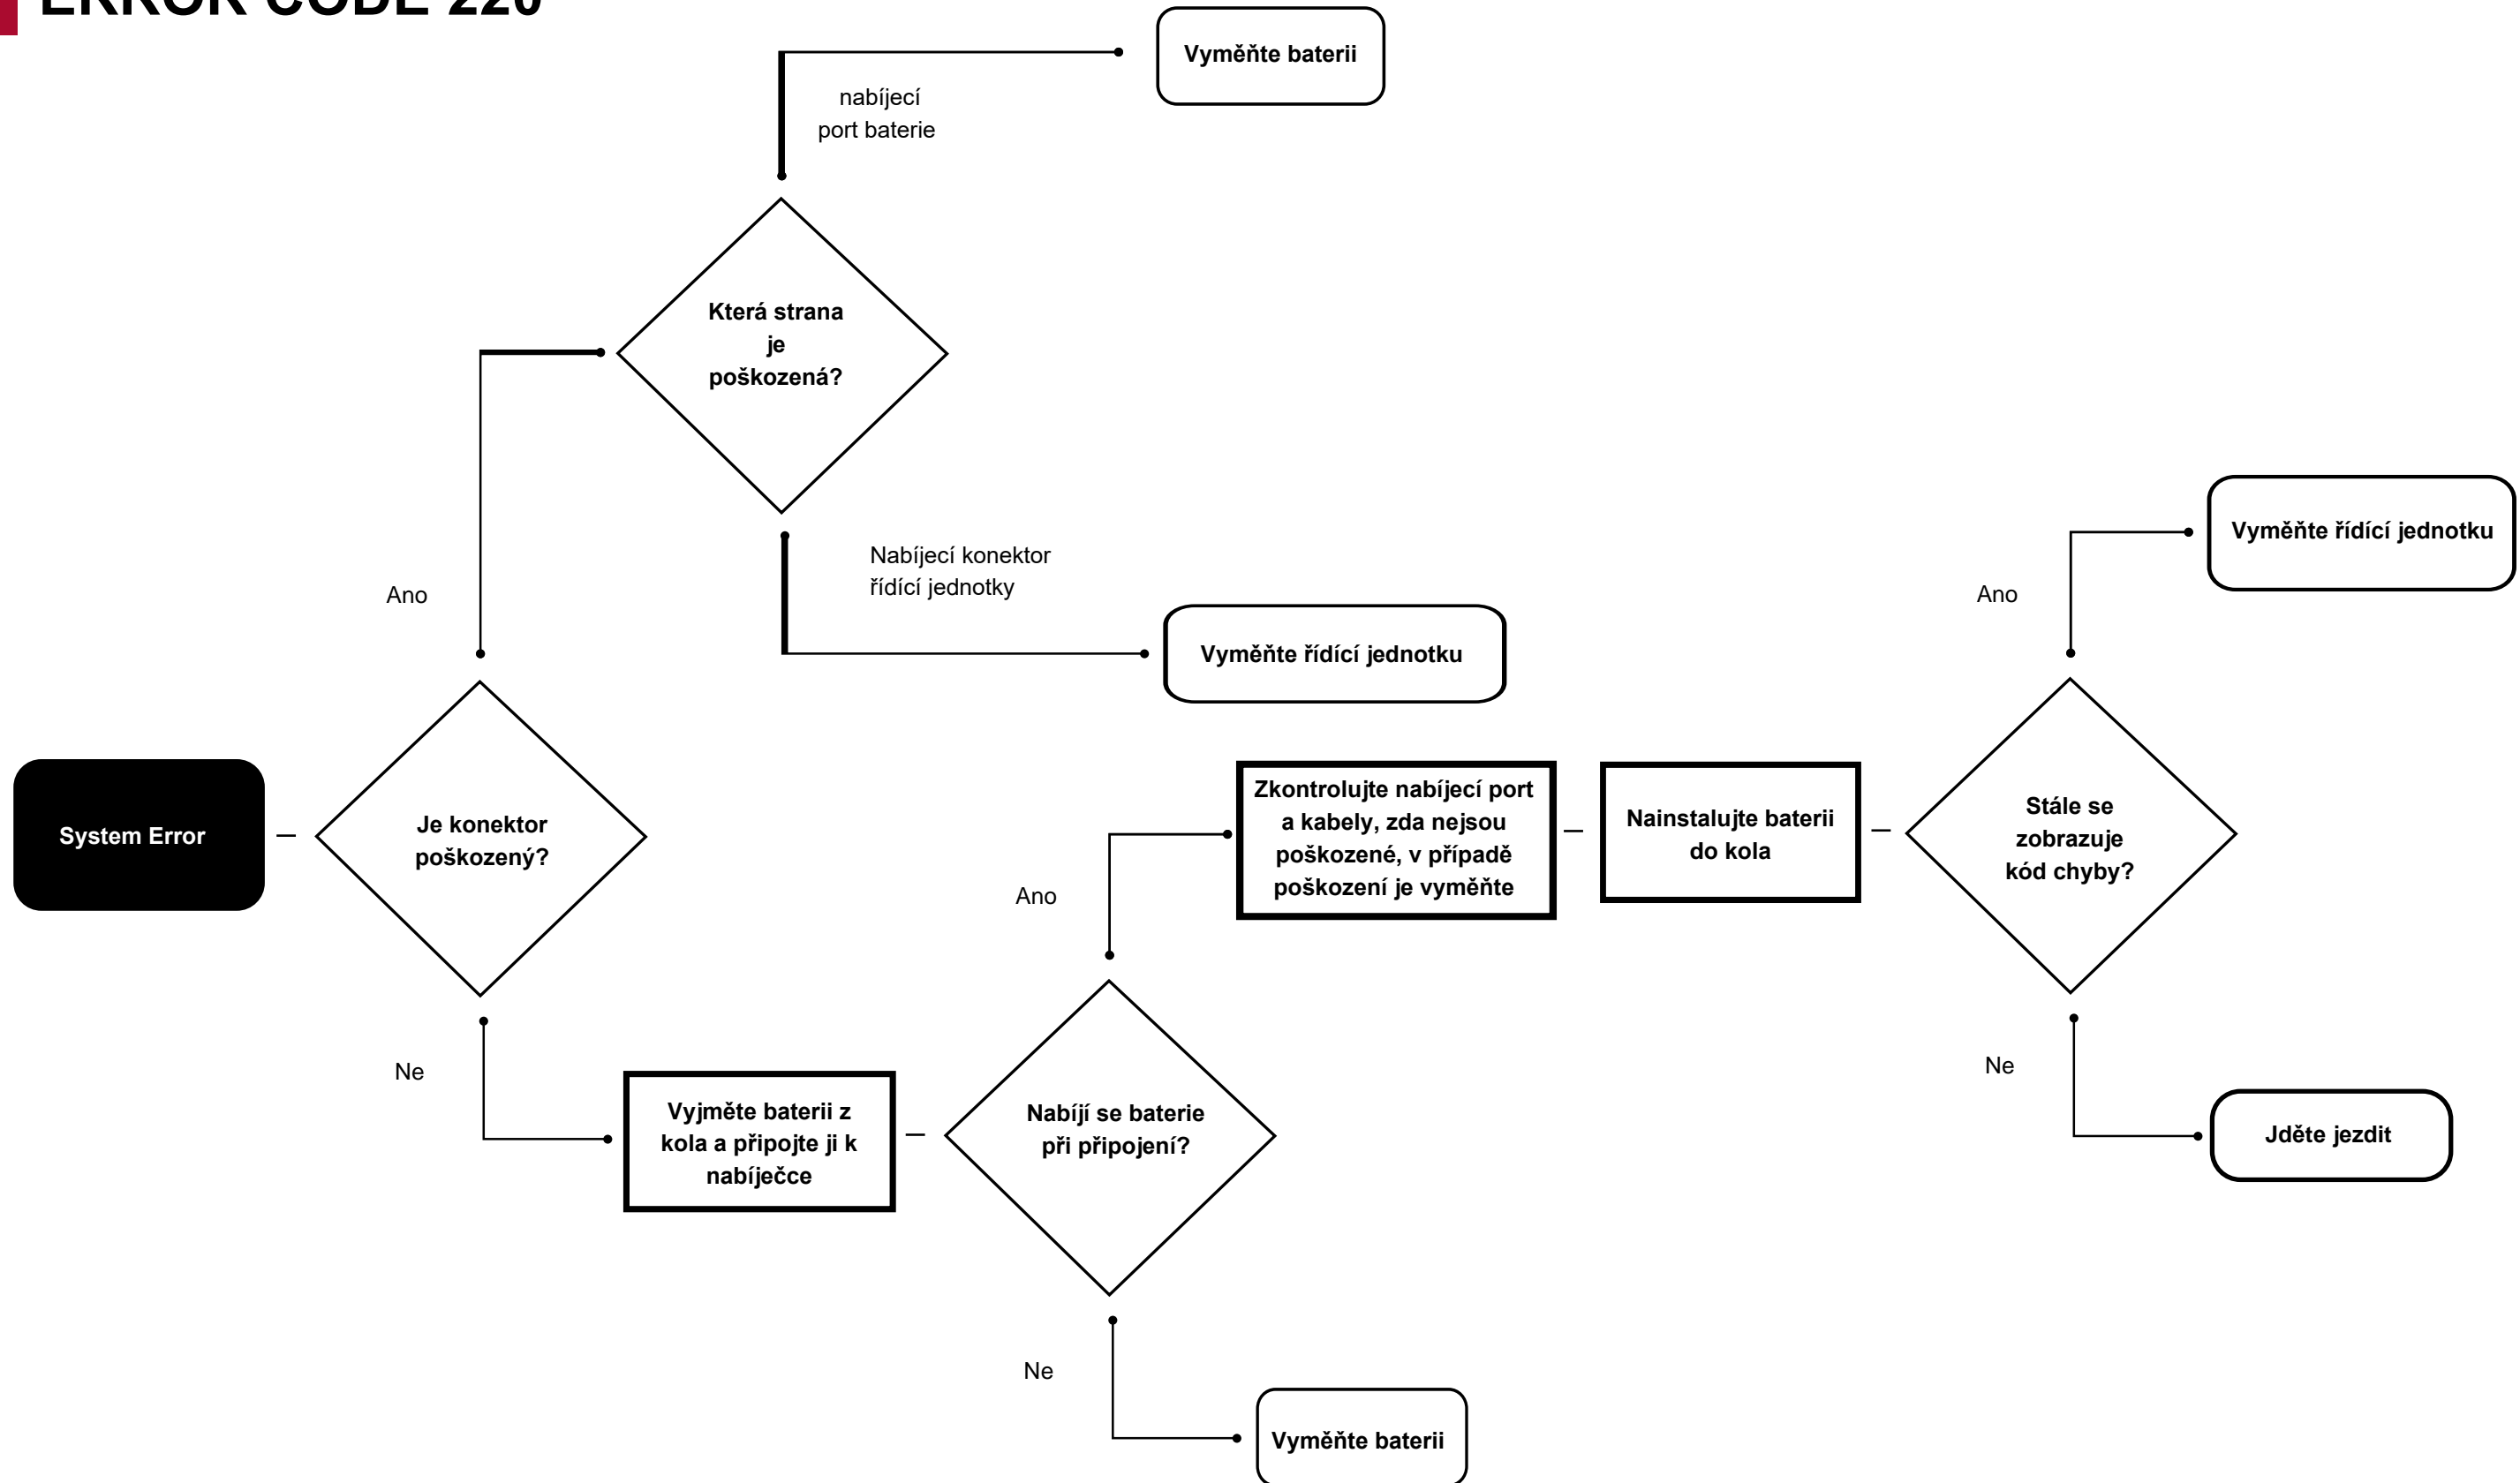 ERROR CODE 220
Vyměňte baterii
nabíjecí
port baterie
Která strana
je
poškozená?
Nabíjecí konektor
řídící jednotky
Vyměňte řídící jednotku
Ano
Vyměňte řídící jednotku
Ano
System Error
Je konektor
poškozený?
Zkontrolujte nabíjecí port
a kabely, zda nejsou
poškozené, v případě
poškození je vyměňte
Nainstalujte baterii
do kola
Stále se
zobrazuje
kód chyby?
Ano
Ne
Vyjměte baterii z
kola a připojte ji k
nabíječce
Nabíjí se baterie
při připojení?
Ne
Jděte jezdit
Ne
Vyměňte baterii